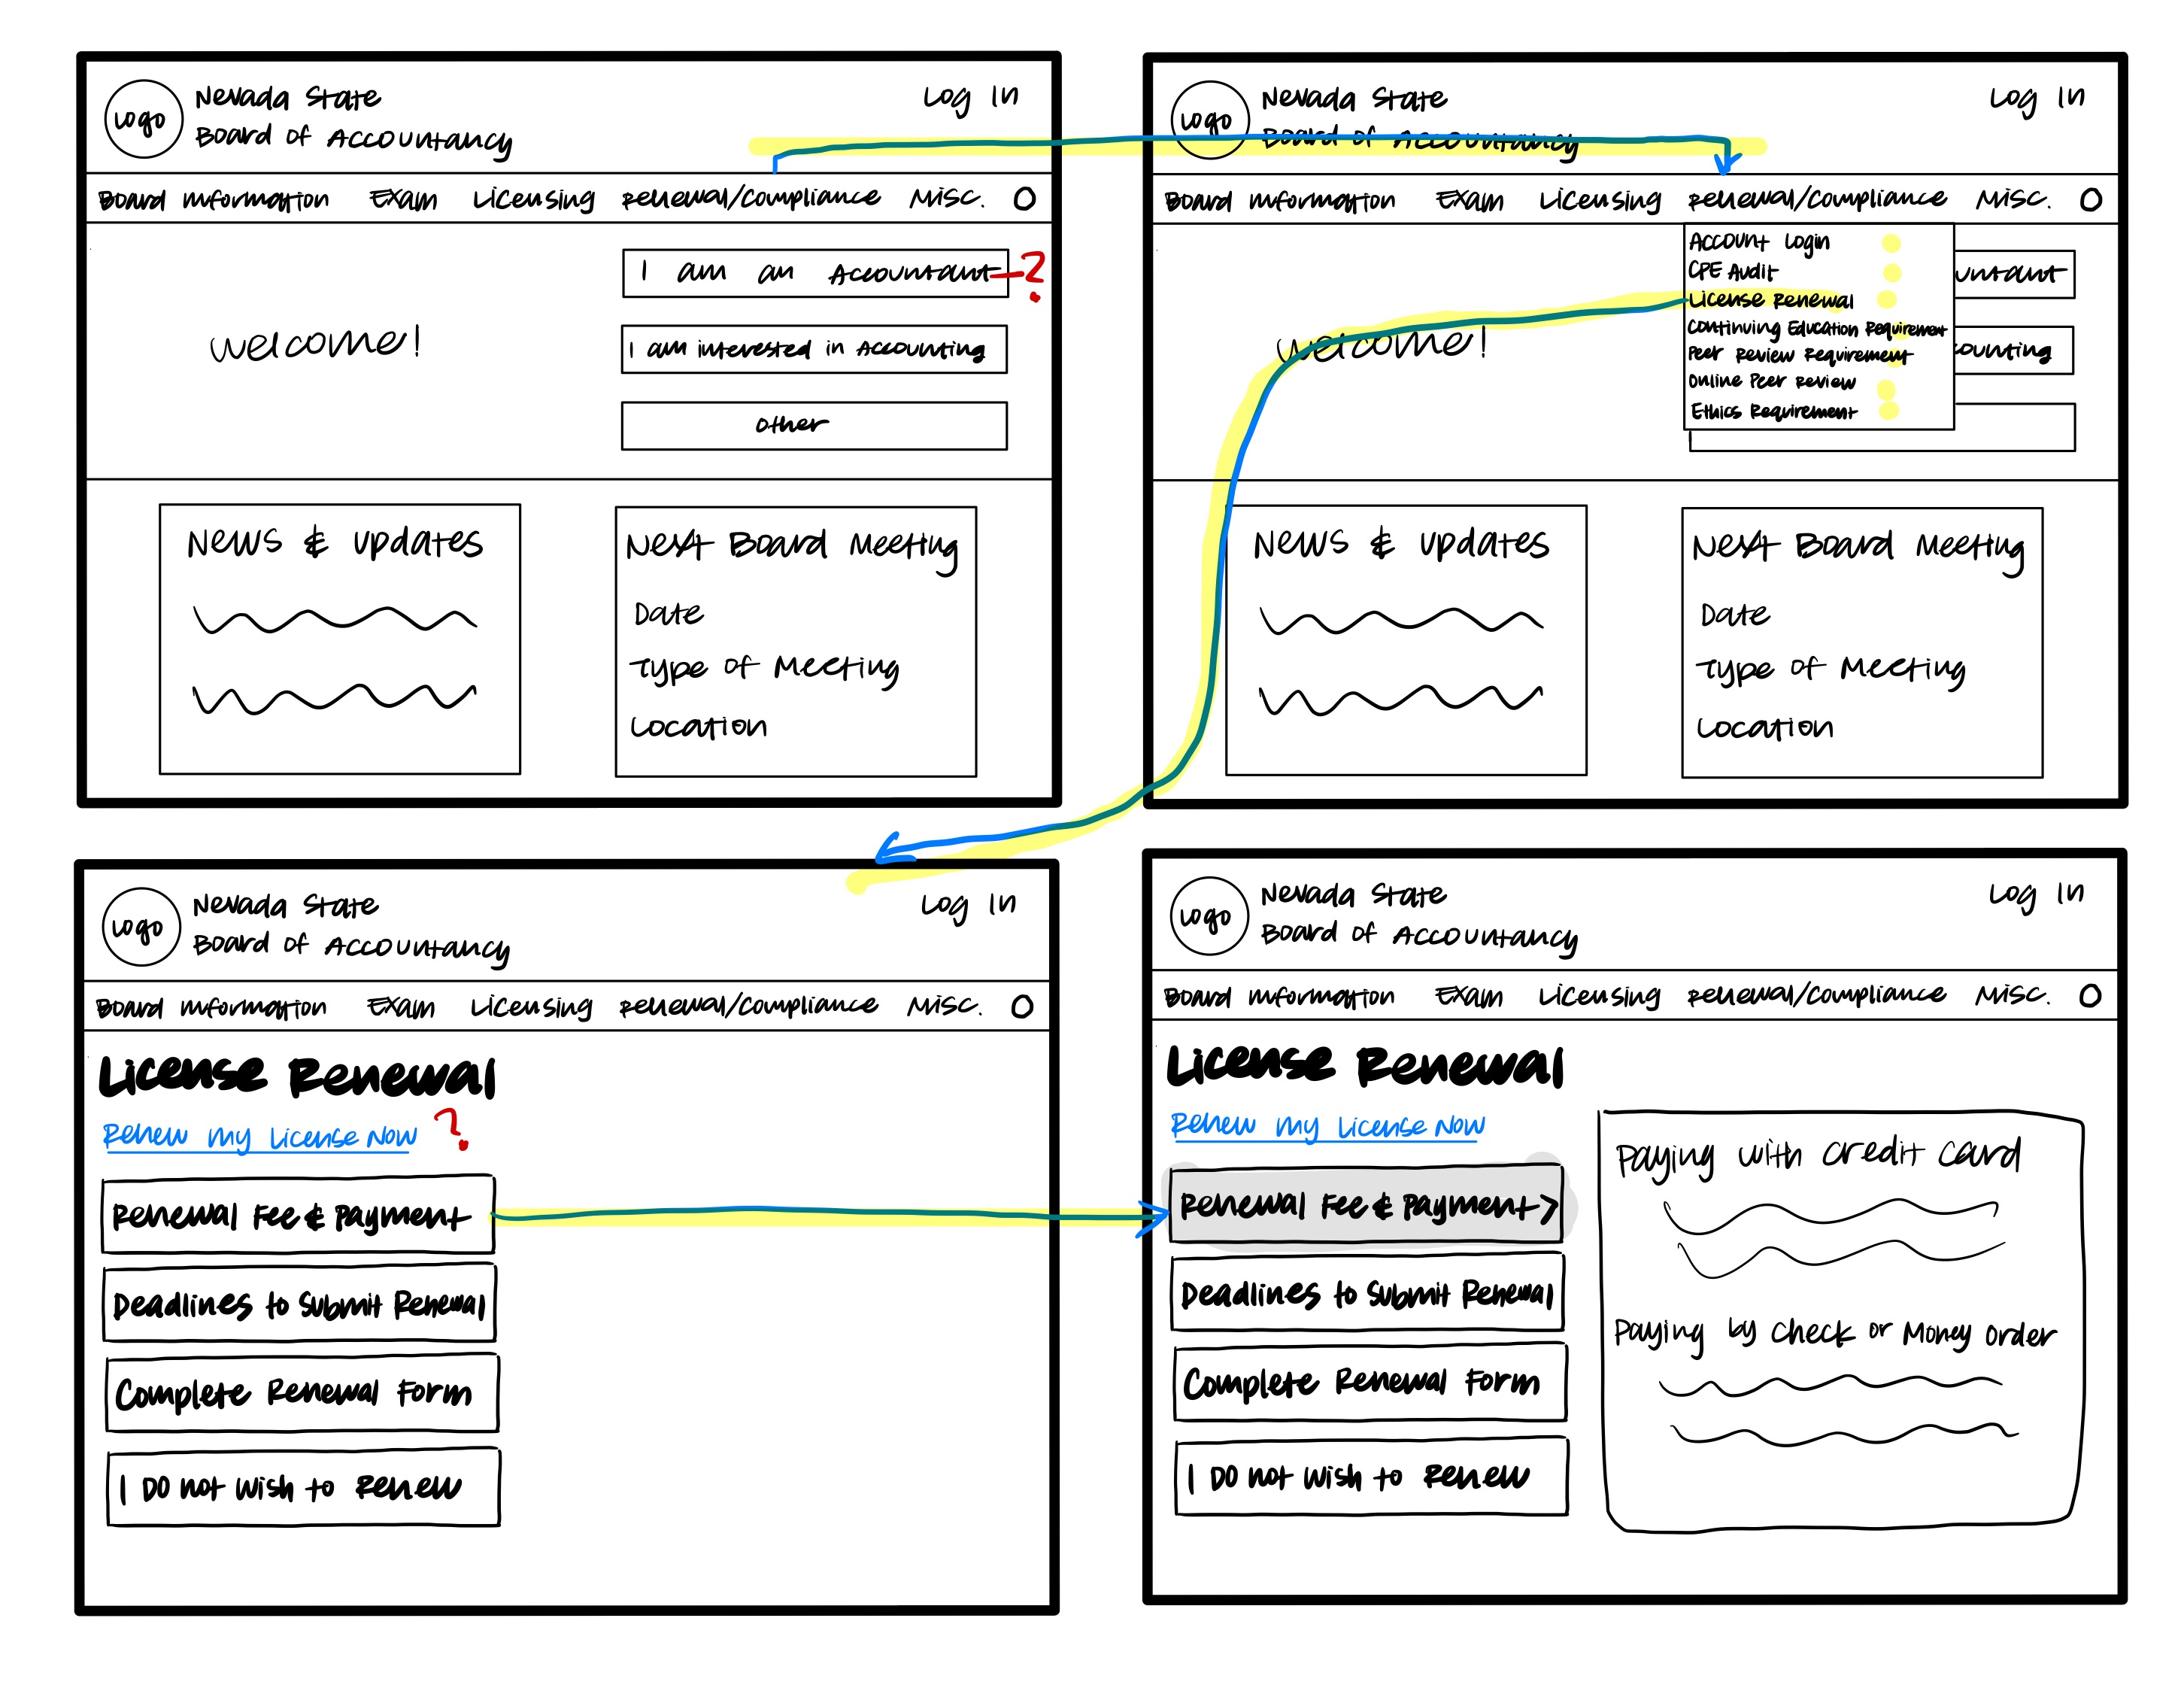 Logo
Nevada State
Board of Accountancy
Log In
Board Information Exam Licensing Renewal/Compliance Misc.
I am an Accountant ?
Welcome!
I am interested in Accounting
Other
News & Updates
Next Board Meeting
Date
Type of Meeting
Location
Logo
Nevada State
Board of Accountancy
Log In
Board Information Exam Licensing Renewal/Compliance Misc.
Account Login
CPE Audit
License Renewal
Continuing Education Requirement
Peer Review Requirement
Online Peer Review
Ethics Requirement
untant
counting
Welcome!
News & Updates
Next Board Meeting
Date
Type of Meeting
Location
Logo
Nevada State
Board of Accountancy
Log In
Board Information Exam Licensing Renewal/Compliance Misc.
License Renewal
Renew my License Now ?
Renewal Fee & Payment
Deadlines to Submit Renewal
Complete Renewal Form
I Do not wish to Renew
Logo
Nevada State
Board of Accountancy
Log In
Board Information Exam Licensing Renewal/Compliance Misc.
License Renewal
Renew my License Now
Renewal Fee & Payment >
Deadlines to Submit Renewal
Complete Renewal Form
I Do not wish to Renew
Paying with Credit Card
Paying by Check or Money Order